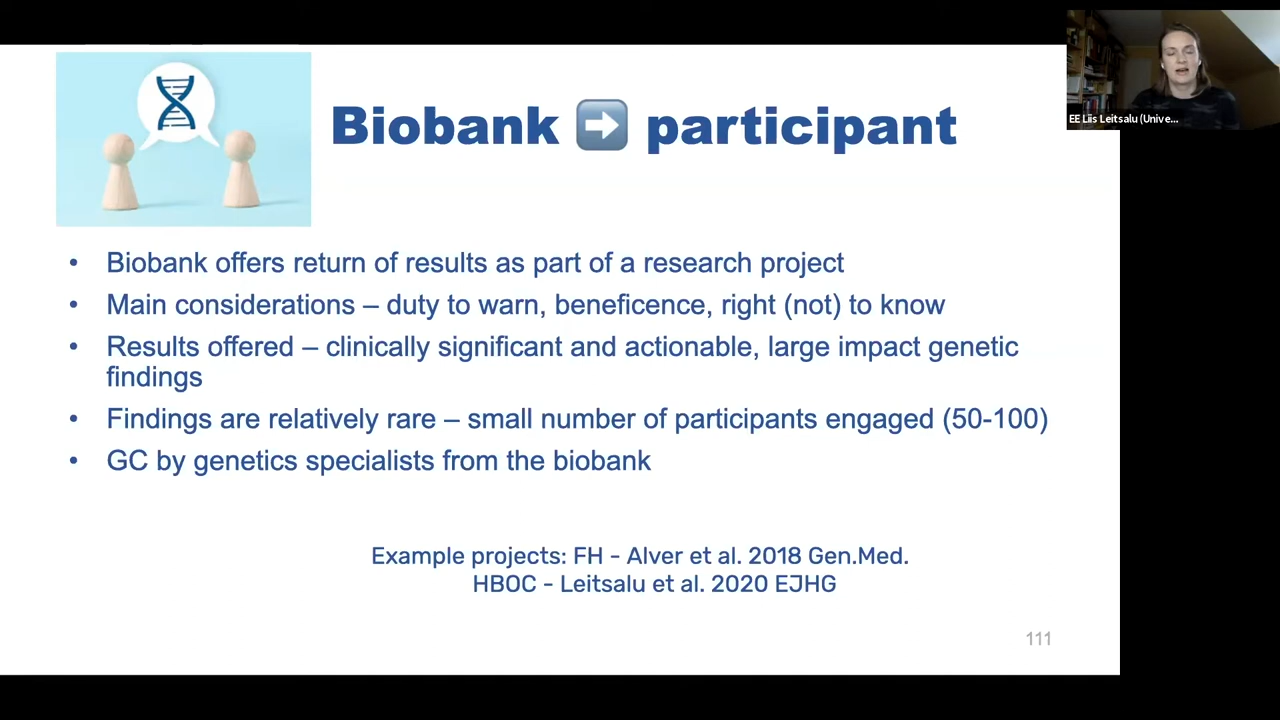 EE Liis Leitsalu (Unive...
Biobank ➡ participant
• Biobank offers return of results as part of a research project
• Main considerations – duty to warn, beneficence, right (not) to know
• Results offered – clinically significant and actionable, large impact genetic
findings
• Findings are relatively rare – small number of participants engaged (50-100)
• GC by genetics specialists from the biobank
Example projects: FH - Alver et al. 2018 Gen.Med.
HBOC - Leitsalu et al. 2020 EJHG
111